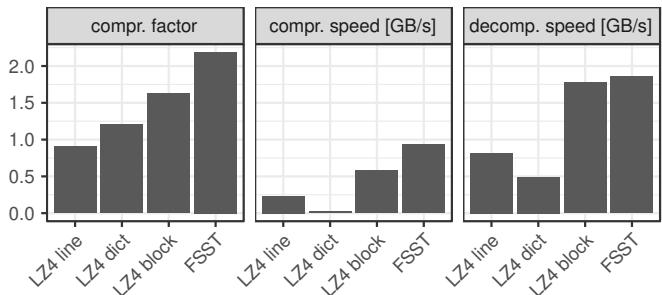 compr. factor
compr. speed [GB/s]
decomp. speed [GB/s]
2.0
1.5
1.0
0.5
0.0
LZ4 line
LZ4 dict
LZ4 block
FSST
LZ4 line
LZ4 dict
LZ4 block
FSST
LZ4 line
LZ4 dict
LZ4 block
FSST